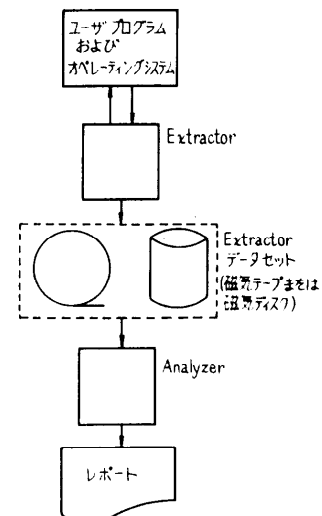 ユーザプログラム
および
オペレーティングシステム
Extractor
Extractor
データセット
(磁気テープまたは
磁気ディスク)
Analyzer
レポート